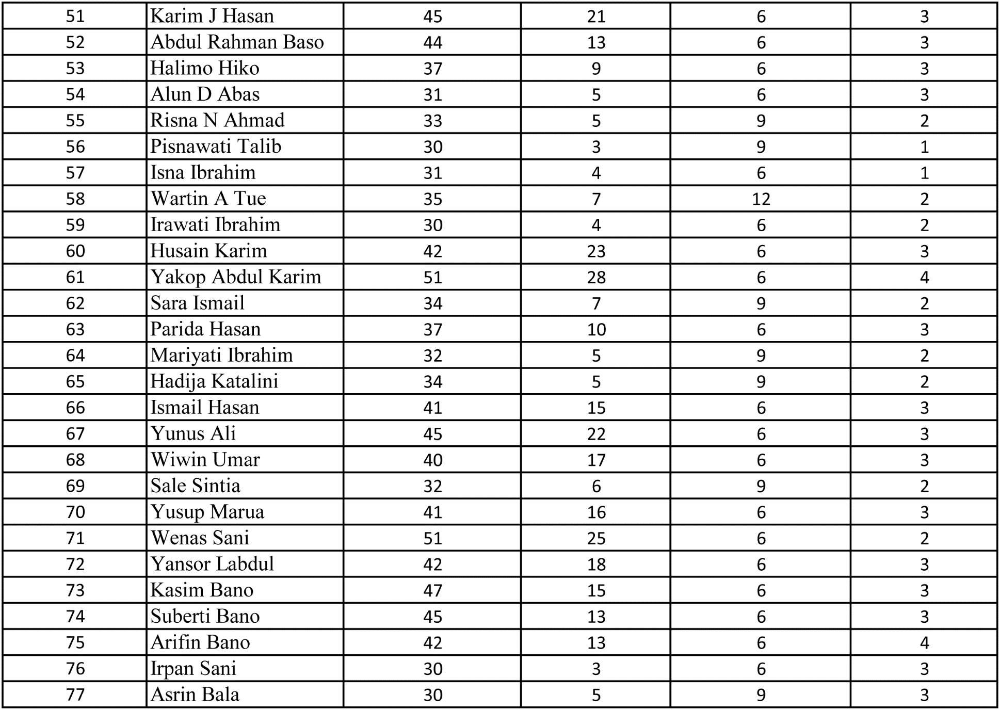 51 Karim J Hasan 45 21 6 3
52 Abdul Rahman Baso 44 13 6 3
53 Halimo Hiko 37 9 6 3
54 Alun D Abas 31 5 6 3
55 Risna N Ahmad 33 5 9 2
56 Pisnawati Talib 30 3 9 1
57 Isna Ibrahim 31 4 6 1
58 Wartin A Tue 35 7 12 2
59 Irawati Ibrahim 30 4 6 2
60 Husain Karim 42 23 6 3
61 Yakop Abdul Karim 51 28 6 4
62 Sara Ismail 34 7 9 2
63 Parida Hasan 37 10 6 3
64 Mariyati Ibrahim 32 5 9 2
65 Hadija Katalini 34 5 9 2
66 Ismail Hasan 41 15 6 3
67 Yunus Ali 45 22 6 3
68 Wiwin Umar 40 17 6 3
69 Sale Sintia 32 6 9 2
70 Yusup Marua 41 16 6 3
71 Wenas Sani 51 25 6 2
72 Yansor Labdul 42 18 6 3
73 Kasim Bano 47 15 6 3
74 Suberti Bano 45 13 6 3
75 Arifin Bano 42 13 6 4
76 Irpan Sani 30 3 6 3
77 Asrin Bala 30 5 9 3